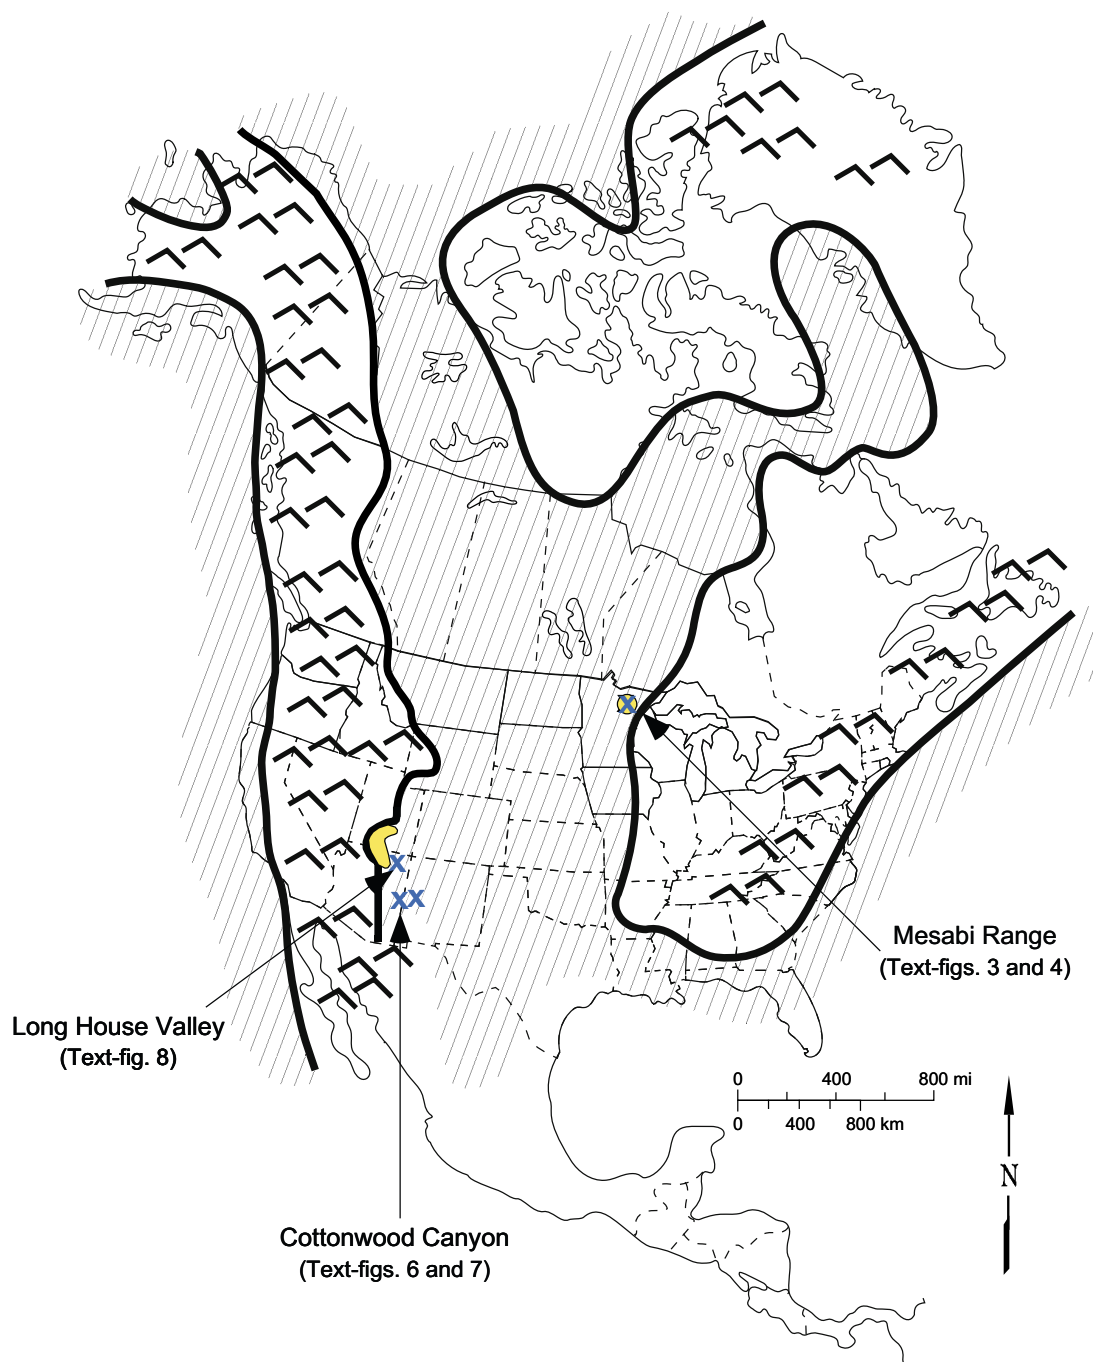 Mesabi Range
(Text-figs. 3 and 4)
Long House Valley
(Text-fig. 8)
0 400 800 mi
0 400 800 km
N
Cottonwood Canyon
(Text-figs. 6 and 7)
x
x
xx